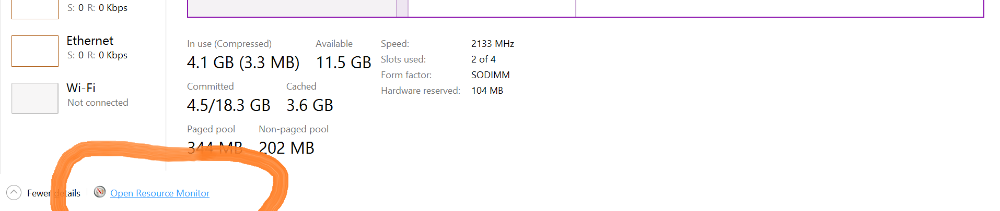 S: 0 R: 0 Kbps
Ethernet
S: 0 R: 0 Kbps
Wi-Fi
Not connected
In use (Compressed) Available
4.1 GB (3.3 MB) 11.5 GB
Committed Cached
4.5/18.3 GB 3.6 GB
Paged pool Non-paged pool
344 MB 202 MB
Speed: 2133 MHz
Slots used: 2 of 4
Form factor: SODIMM
Hardware reserved: 104 MB
Fewer details Open Resource Monitor